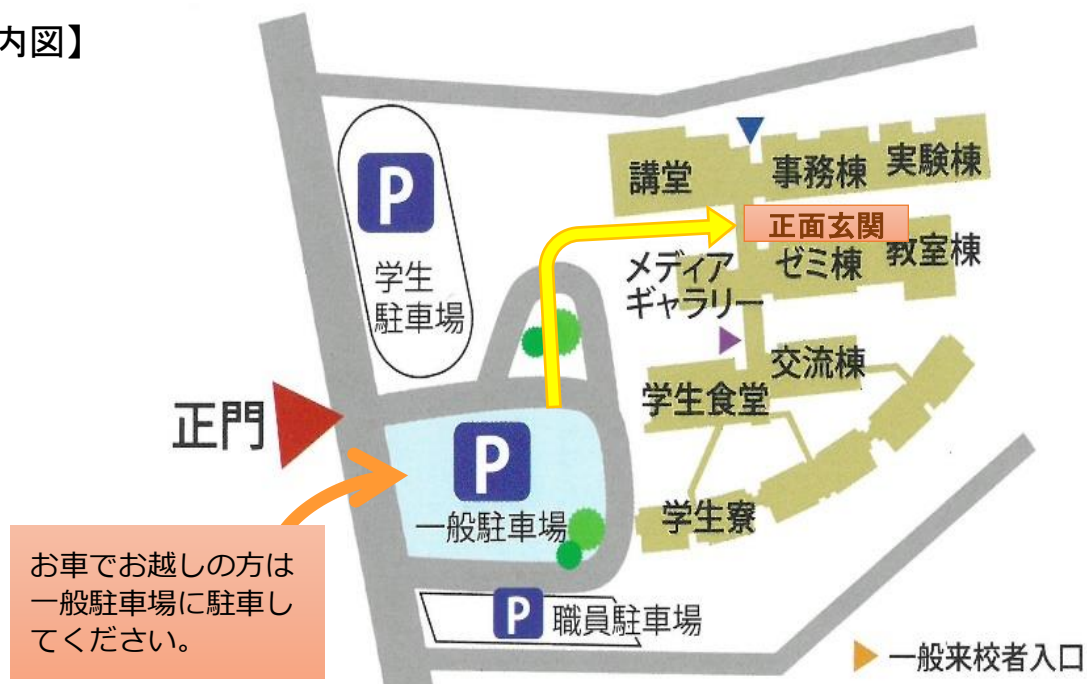 内図】
P
学生
駐車場
講堂
事務棟
実験棟
正面玄関
メディア
ギャラリー
ゼミ棟
教室棟
交流棟
学生食堂
正門
P
一般駐車場
学生寮
お車でお越しの方は
一般駐車場に駐車し
てください。
P
職員駐車場
一般来校者入口